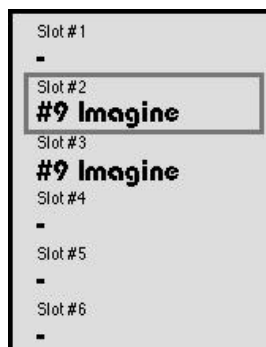 Slot #1
-
Slot #2
#9 Imagine
Slot #3
#9 Imagine
Slot #4
-
Slot #5
-
Slot #6
-